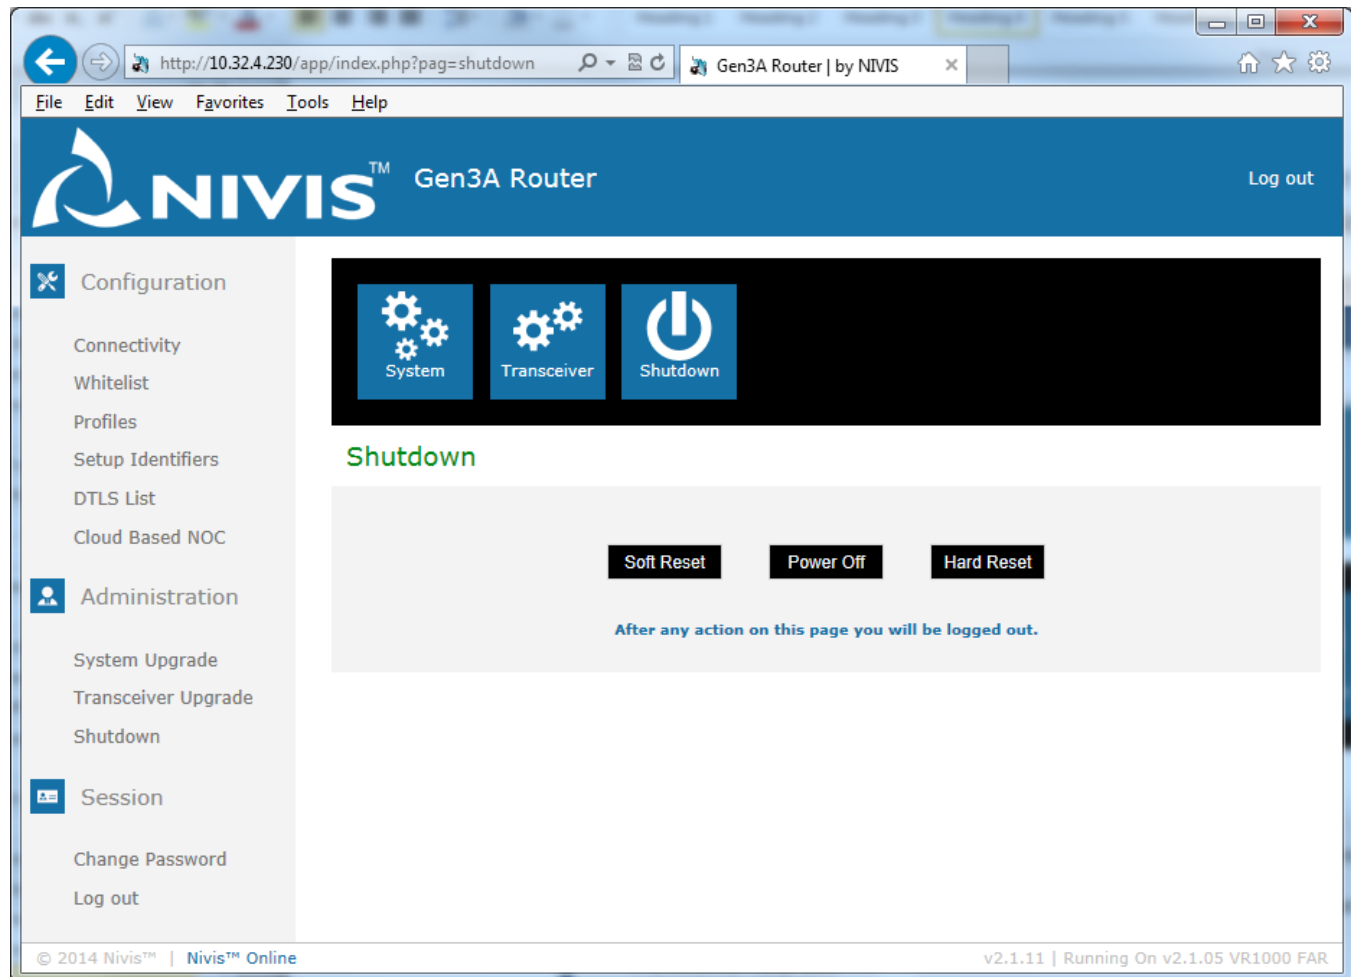 http://10.32.4.230/app/index.php?pag=shutdown
Gen3A Router | by NIVIS
File Edit View Favorites Tools Help
NIVIS™ Gen3A Router
Log out
Configuration
Connectivity
Whitelist
Profiles
Setup Identifiers
DTLS List
Cloud Based NOC
Administration
System Upgrade
Transceiver Upgrade
Shutdown
Session
Change Password
Log out
System Transceiver Shutdown
Shutdown
Soft Reset Power Off Hard Reset
After any action on this page you will be logged out.
© 2014 Nivis™ | Nivis™ Online
v2.1.11 | Running On v2.1.05 VR1000 FAR